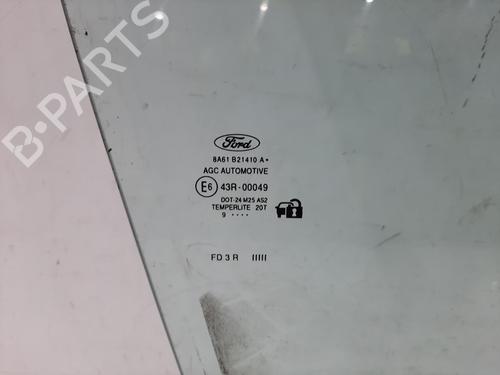 B-PARTS
Ford
8A61 B21410 A•
AGC AUTOMOTIVE
E6 43R-00049
DOT-24 M25 AS2
TEMPERLITE 20T
9 ••••
FD 3 R IIIII